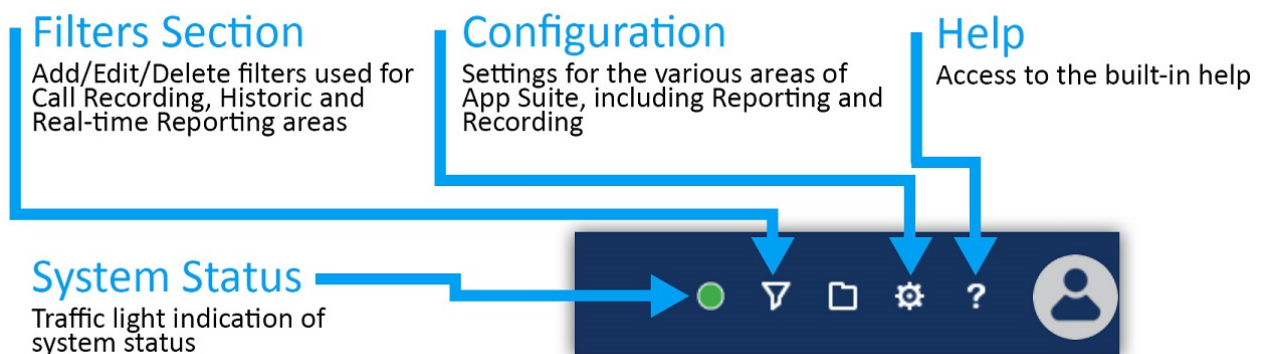 Filters Section
Add/Edit/Delete filters used for
Call Recording, Historic and
Real-time Reporting areas
Configuration
Settings for the various areas of
App Suite, including Reporting and
Recording
Help
Access to the built-in help
System Status
Traffic light indication of
system status
?